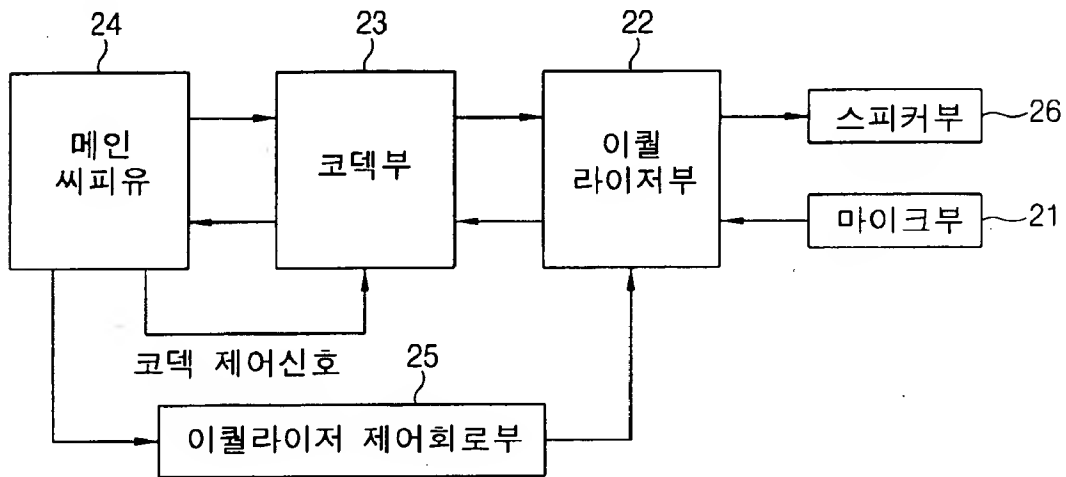 24
23
22
메인
씨피유
코덱부
이퀄
라이저부
스피커부
26
마이크부
21
코덱 제어신호
25
이퀄라이저 제어회로부